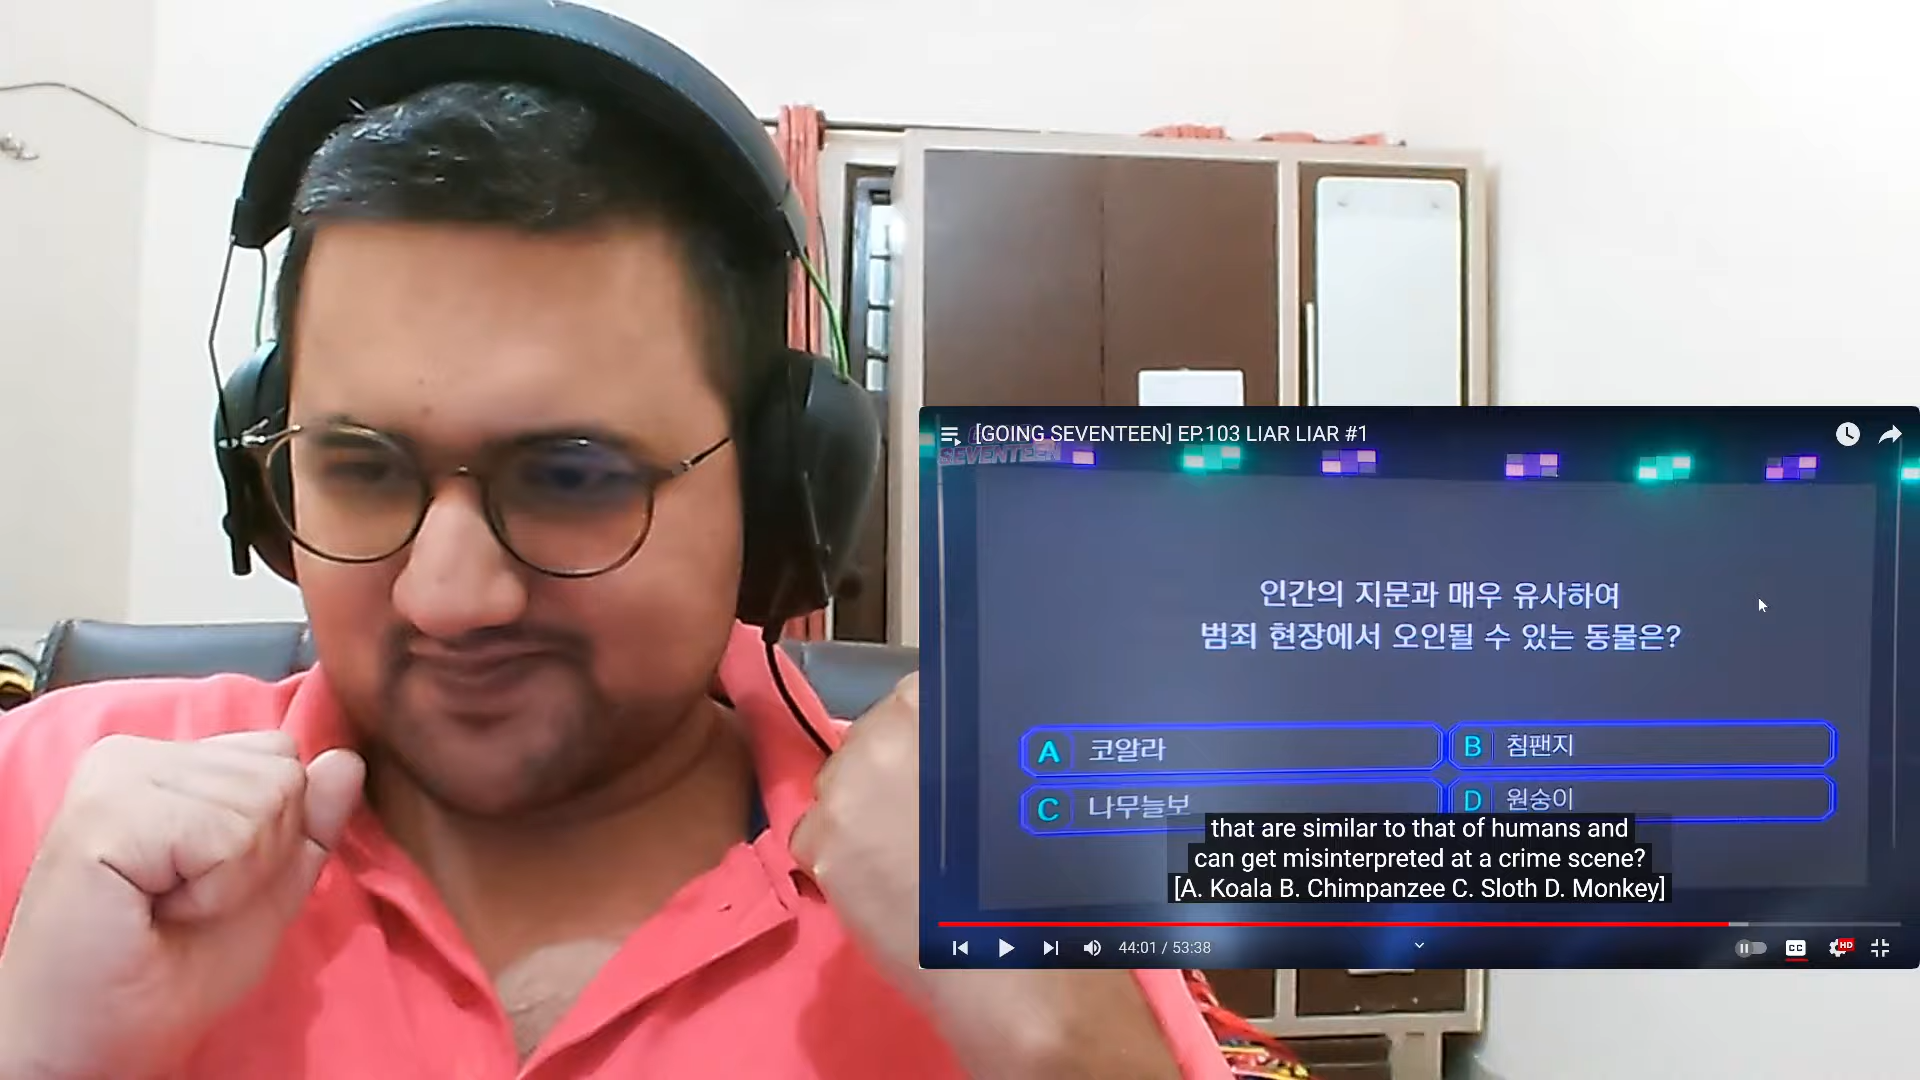 [GOING SEVENTEEN] EP.103 LIAR LIAR #1
SEVENTEEN
인간의 지문과 매우 유사하여
범죄 현장에서 오인될 수 있는 동물은?
A 코알라
B 침팬지
C 나무늘보
D 원숭이
that are similar to that of humans and
can get misinterpreted at a crime scene?
[A. Koala B. Chimpanzee C. Sloth D. Monkey]
44:01 / 53:38
CC
HD